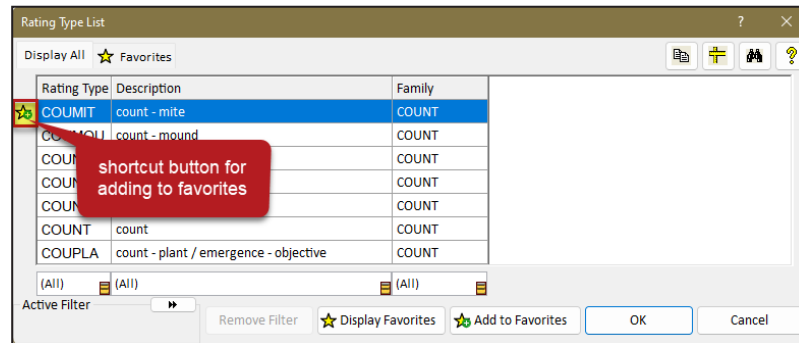 Rating Type List ?
Display All Favorites
Rating Type Description Family
COUMIT count - mite COUNT
count - mound COUNT
COUNT
COUNT
COUNT
COUNT count COUNT
COUPLA count - plant / emergence - objective COUNT
shortcut button for
adding to favorites
(All) (All) (All)
Active Filter
Remove Filter Display Favorites Add to Favorites OK Cancel